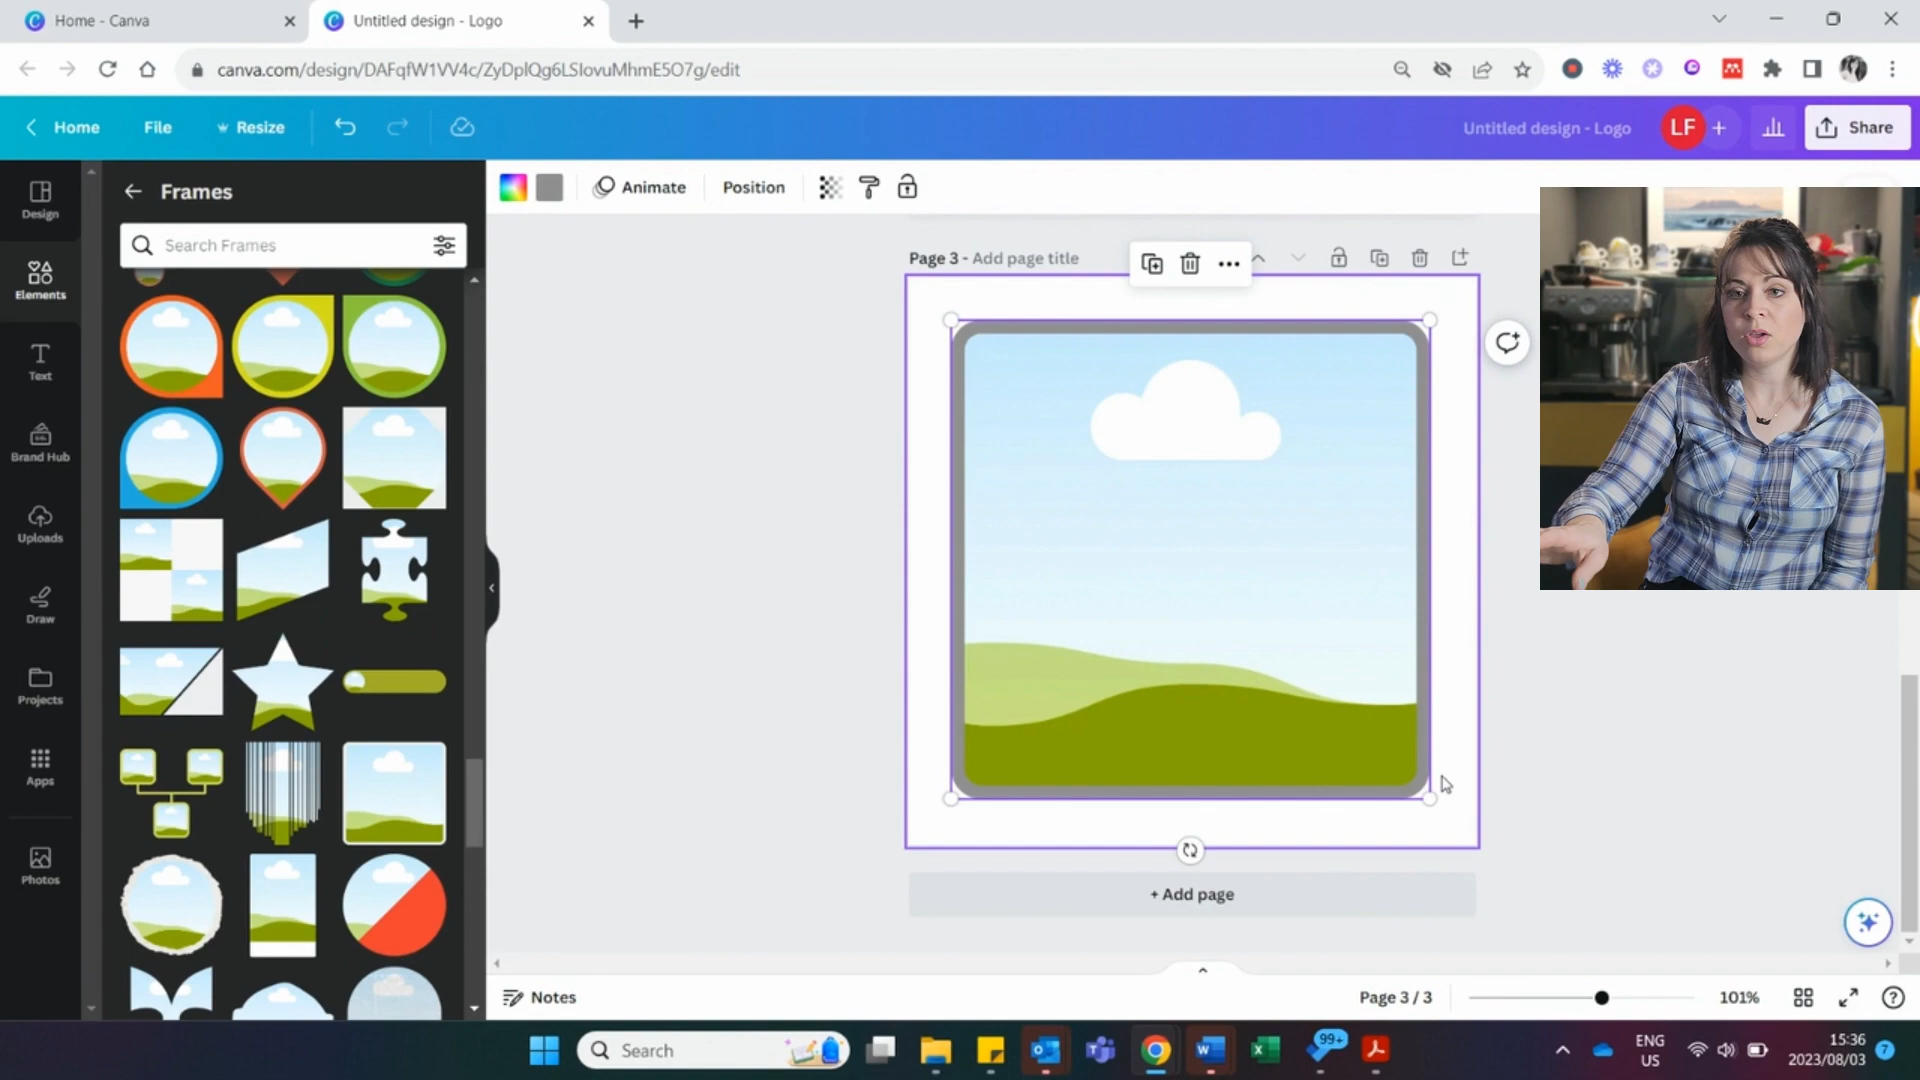 Home - Canva
Untitled design - Logo
canva.com/design/DAFqfW1VV4c/ZyDplQg6LSIovuMhmE5O7g/edit
Home
File
Resize
Untitled design - Logo
LF
Share
Design
Elements
Text
Brand Hub
Uploads
Draw
Projects
Apps
Photos
Frames
Search Frames
Animate
Position
Page 3 - Add page title
+ Add page
Notes
Page 3 / 3
101%
Search
99+
ENG
US
15:36
2023/08/03
7